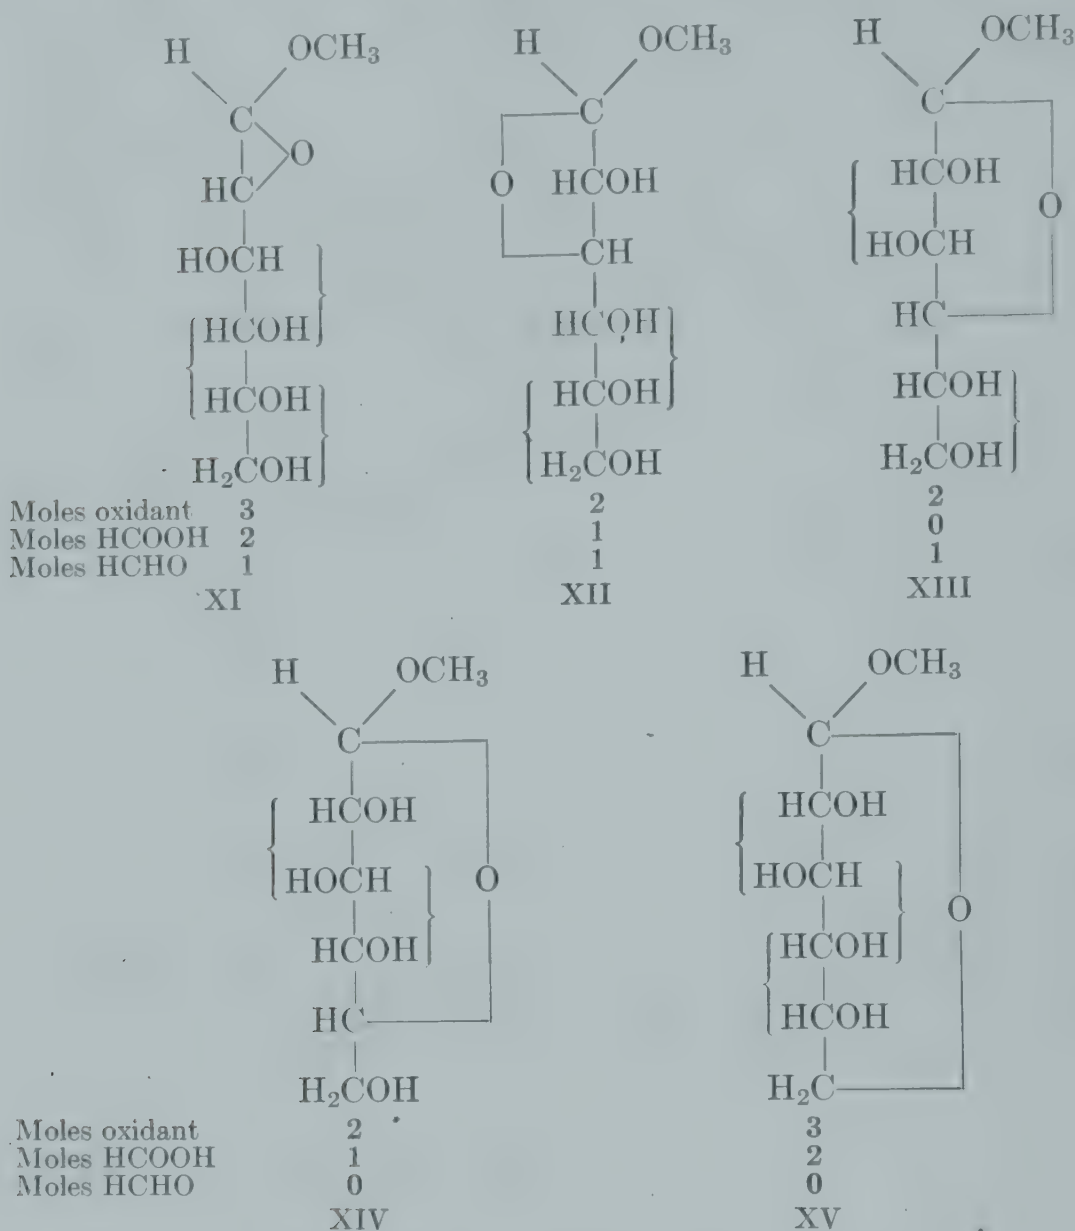 H OCH₃ H OCH₃ H OCH₃
C C C
O
HC O HCOH HCOH O
HOCH CH HOCH
HCOH HCOH HC
HCOH HCOH HCOH
H₂COH H₂COH H₂COH
Moles oxidant 3 2 2
Moles HCOOH 2 1 0
Moles HCHO 1 1 1
XI XII XIII
H OCH₃ H OCH₃
C C
HCOH HCOH
HOCH O HOCH O
HCOH HCOH
HC HCOH
H₂COH H₂C
Moles oxidant 2 3
Moles HCOOH 1 2
Moles HCHO 0 0
XIV XV